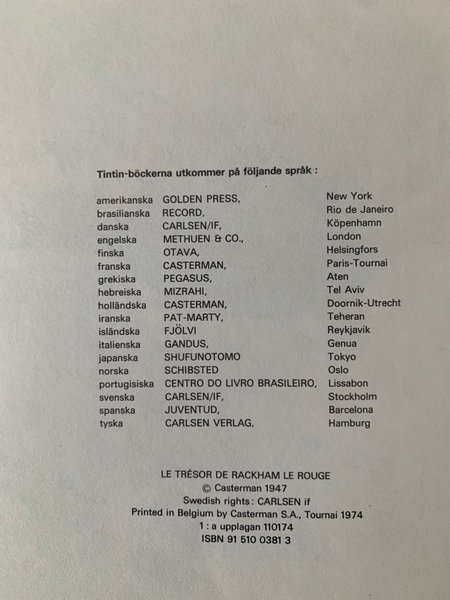 Tintin-böckerna utkommer på följande språk :
amerikanska GOLDEN PRESS, New York
brasilianska RECORD, Rio de Janeiro
danska CARLSEN/IF, Köpenhamn
engelska METHUEN & CO., London
finska OTAVA, Helsingfors
franska CASTERMAN, Paris-Tournai
grekiska PEGASUS, Aten
hebreiska MIZRAHI, Tel Aviv
holländska CASTERMAN, Doornik-Utrecht
iranska PAT-MARTY, Teheran
isländska FJÖLVI Reykjavik
italienska GANDUS, Genua
japanska SHUFUNOTOMO Tokyo
norska SCHIBSTED Oslo
portugisiska CENTRO DO LIVRO BRASILEIRO, Lissabon
svenska CARLSEN/IF, Stockholm
spanska JUVENTUD, Barcelona
tyska CARLSEN VERLAG, Hamburg
LE TRÉSOR DE RACKHAM LE ROUGE
© Casterman 1947
Swedish rights : CARLSEN if
Printed in Belgium by Casterman S.A., Tournai 1974
1 : a upplagan 110174
ISBN 91 510 0381 3